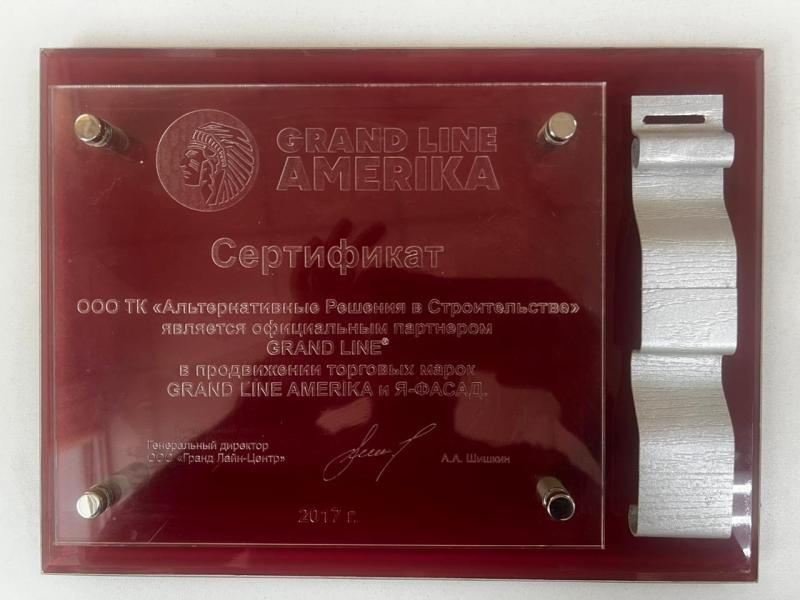 GRAND LINE
AMERIKA
Сертификат
ООО ТК «Альтернативные Решения в Строительстве»
является официальным партнером
GRAND LINE®
в продвижении торговых марок
GRAND LINE AMERIKA и Я-ФАСАД.
Генеральный директор
ООО «Гранд Лайн-Центр»
А.А. Шишкин
2017 г.